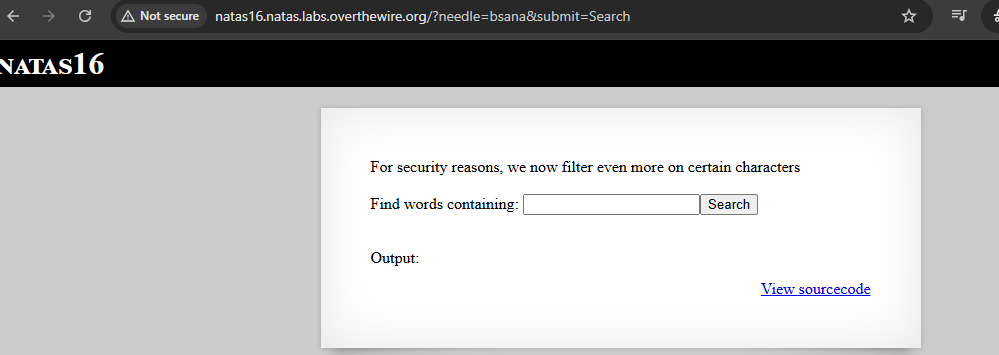 Not secure natas16.natas.labs.overthewire.org/?needle=bsana&submit=Search
NATAS16
For security reasons, we now filter even more on certain characters
Find words containing: Search
Output:
View sourcecode